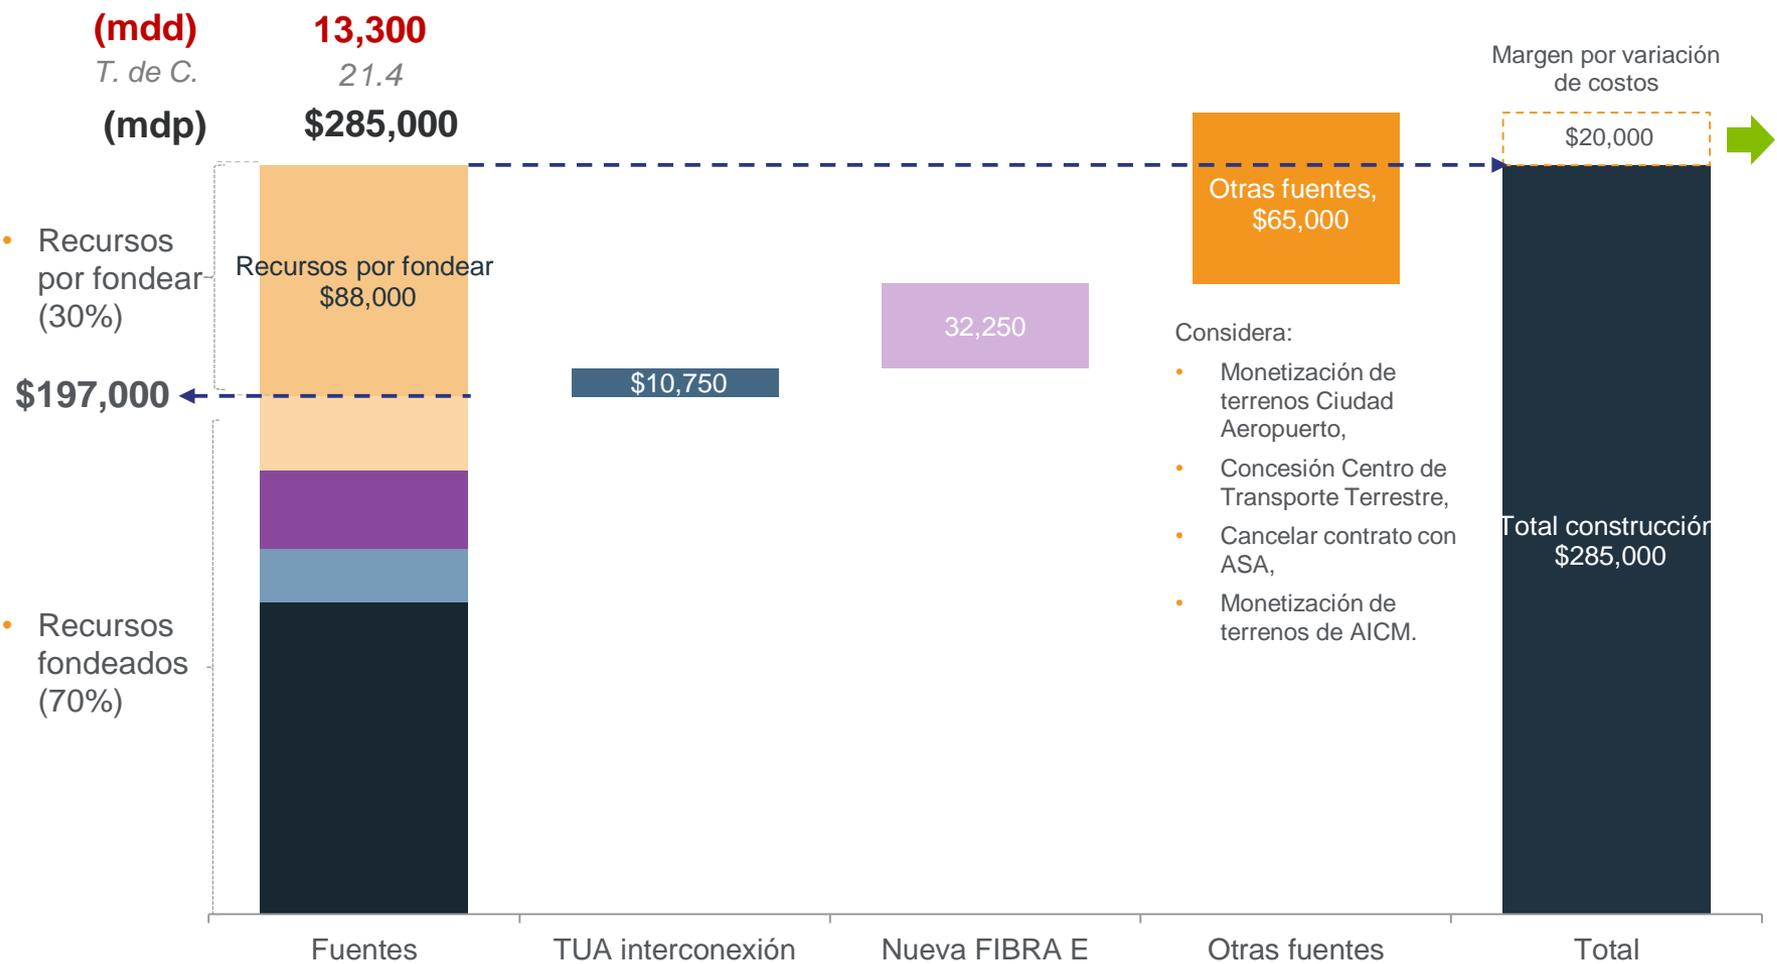 (mdd) 13,300
T. de C. 21.4
(mdp) $285,000
Margen por variación
de costos
$20,000
• Recursos
por fondear
(30%)
Recursos por fondear
$88,000
$197,000
• Recursos
fondeados
(70%)
$10,750
32,250
Otras fuentes,
$65,000
Considera:
• Monetización de
terrenos Ciudad
Aeropuerto,
• Concesión Centro de
Transporte Terrestre,
• Cancelar contrato con
ASA,
• Monetización de
terrenos de AICM.
Total construcción
$285,000
Fuentes
TUA interconexión
Nueva FIBRA E
Otras fuentes
Total